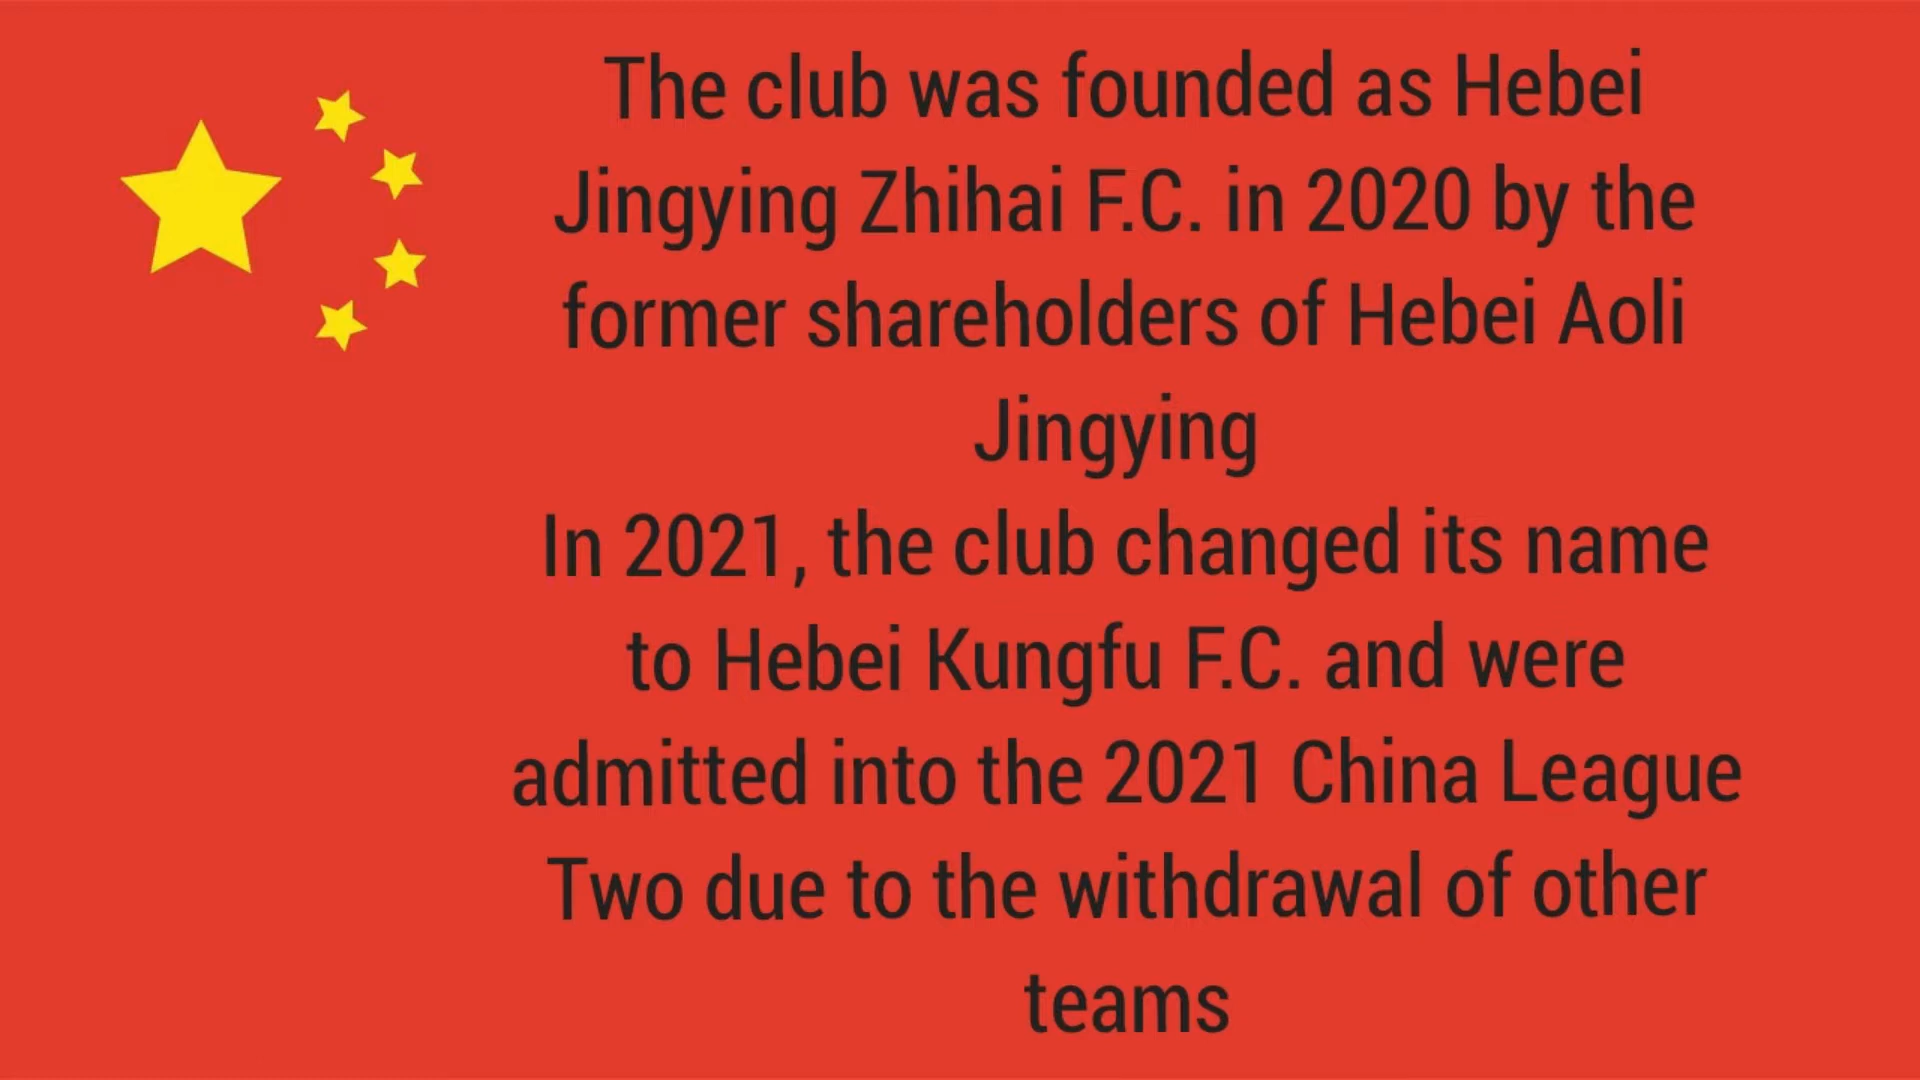 The club was founded as Hebei
Jingying Zhihai F.C. in 2020 by the
former shareholders of Hebei Aoli
Jingying
In 2021, the club changed its name
to Hebei Kungfu F.C. and were
admitted into the 2021 China League
Two due to the withdrawal of other
teams